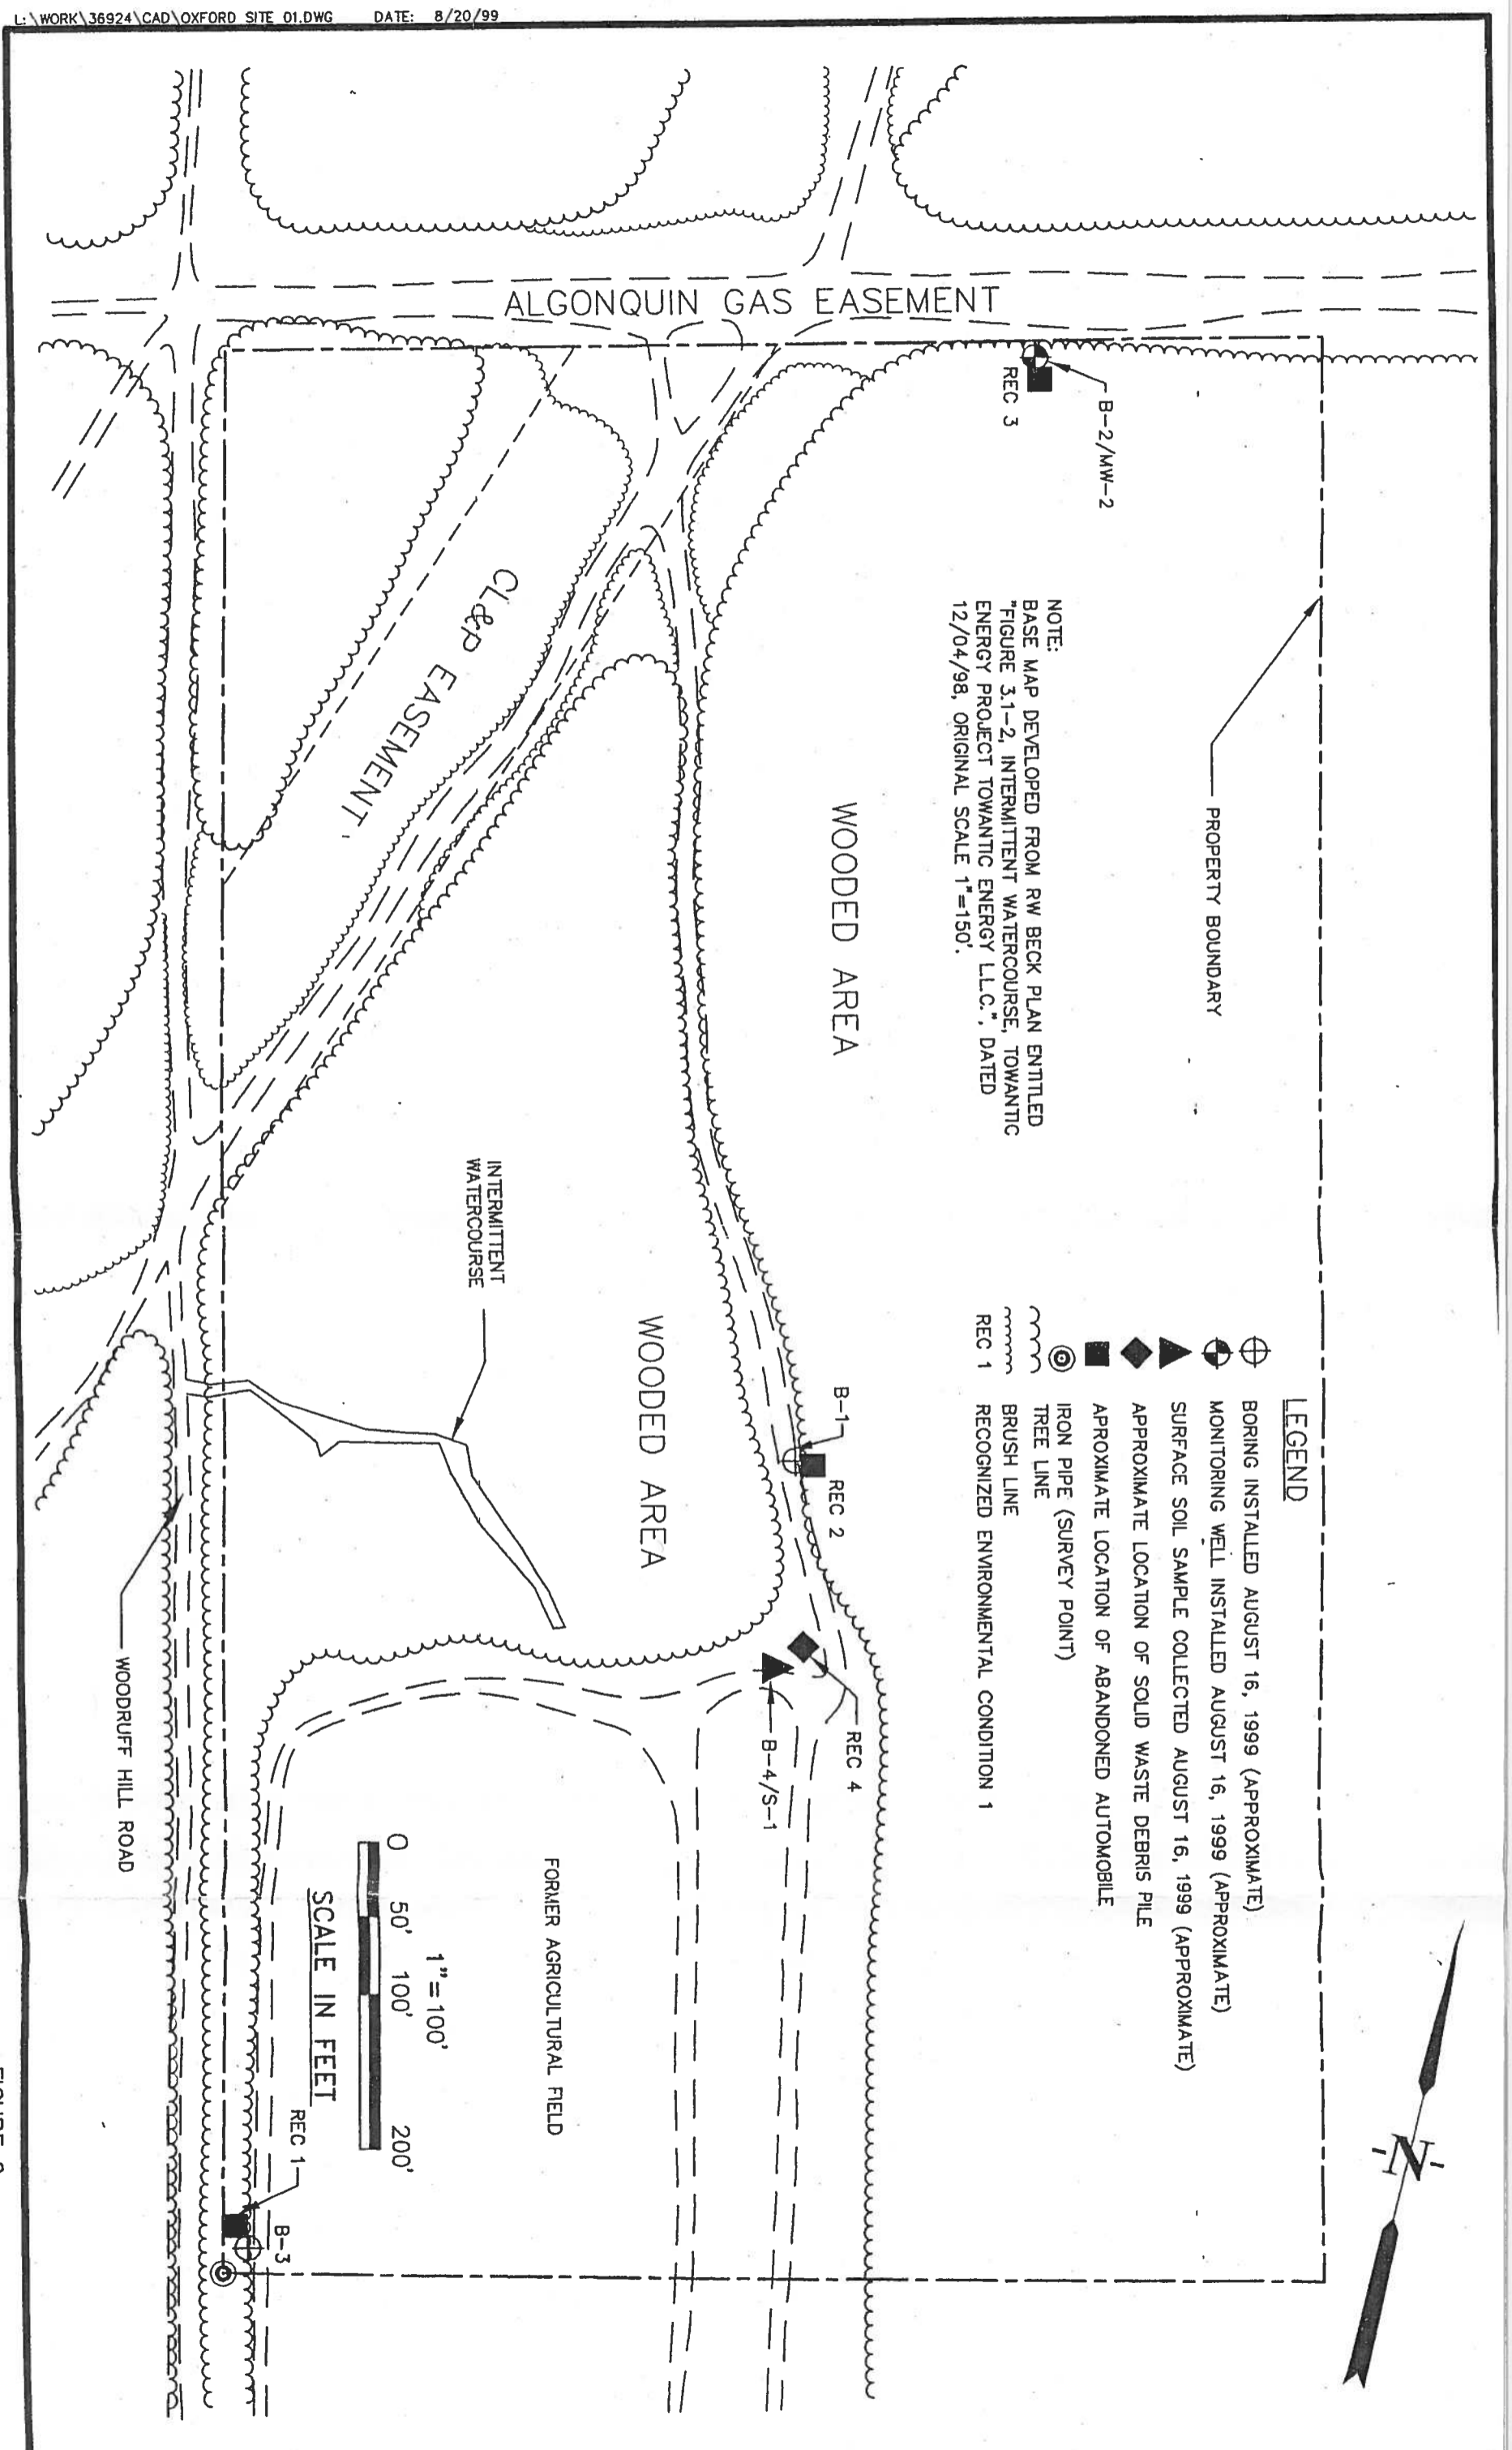 L:\WORK\36924\CAD\OXFORD SITE 01.DWG DATE: 8/20/99
ALGONQUIN GAS EASEMENT
B-2/MW-2
REC 3
PROPERTY BOUNDARY
NOTE:
BASE MAP DEVELOPED FROM RW BECK PLAN ENTITLED
"FIGURE 3.1-2, INTERMITTENT WATERCOURSE, TOWANTIC
ENERGY PROJECT TOWANTIC ENERGY L.L.C.", DATED
12/04/98, ORIGINAL SCALE 1"=150'.
CL&P EASEMENT
WOODED AREA
LEGEND
BORING INSTALLED AUGUST 16, 1999 (APPROXIMATE)
MONITORING WELL INSTALLED AUGUST 16, 1999 (APPROXIMATE)
SURFACE SOIL SAMPLE COLLECTED AUGUST 16, 1999 (APPROXIMATE)
APPROXIMATE LOCATION OF SOLID WASTE DEBRIS PILE
APROXIMATE LOCATION OF ABANDONED AUTOMOBILE
IRON PIPE (SURVEY POINT)
TREE LINE
BRUSH LINE
REC 1 RECOGNIZED ENVIRONMENTAL CONDITION 1
INTERMITTENT
WATERCOURSE
WOODED AREA
B-1
REC 2
REC 4
B-4/S-1
WOODRUFF HILL ROAD
FORMER AGRICULTURAL FIELD
1"=100'
0 50' 100' 200'
SCALE IN FEET
REC 1
B-3
-N-